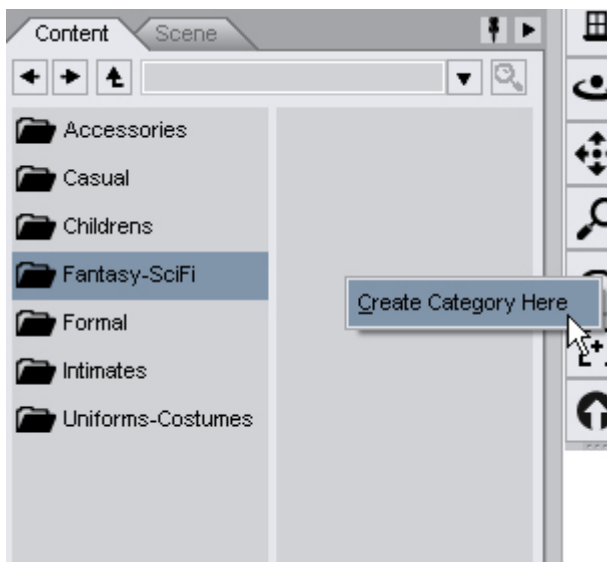 Content Scene
Accessories
Casual
Childrens
Fantasy-SciFi
Create Category Here
Formal
Intimates
Uniforms-Costumes